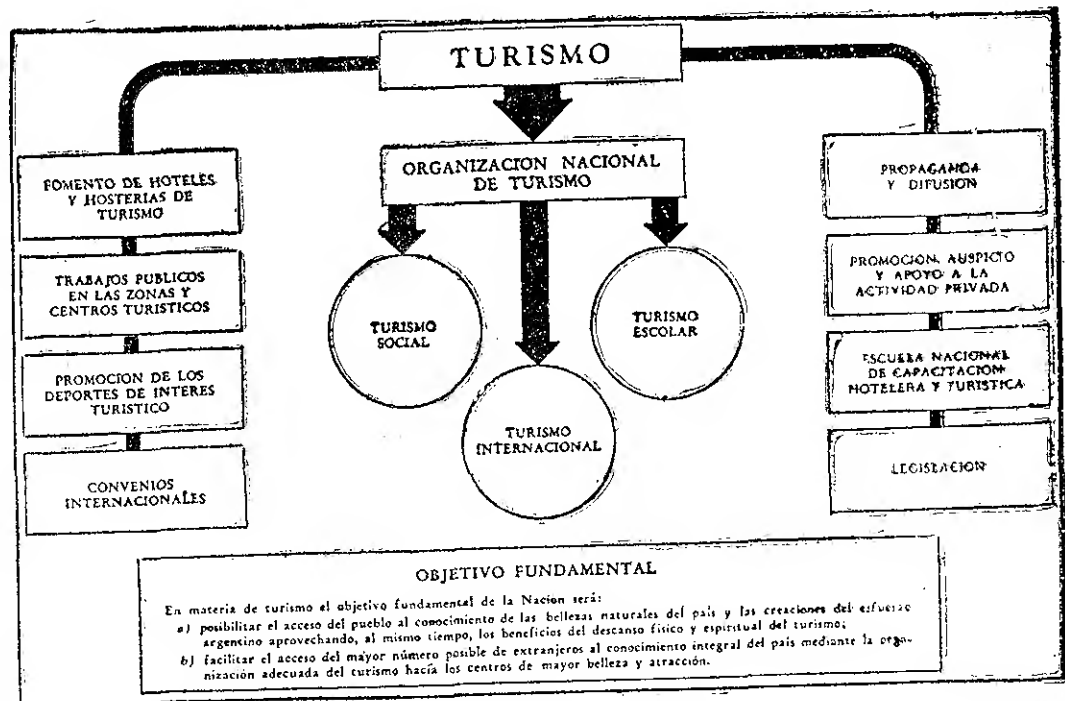 TURISMO
ORGANIZACION NACIONAL
DE TURISMO
FOMENTO DE HOTELES
Y HOSTERIAS DE
TURISMO
TRABAJOS PUBLICOS
EN LAS ZONAS Y
CENTROS TURISTICOS
PROMOCION DE LOS
DEPORTES DE INTERES
TURISTICO
CONVENIOS
INTERNACIONALES
TURISMO
SOCIAL
TURISMO
INTERNACIONAL
TURISMO
ESCOLAR
PROPAGANDA
Y DIFUSION
PROMOCION, AUSPICIO
Y APOYO A LA
ACTIVIDAD PRIVADA
ESCUELA NACIONAL
DE CAPACITACION
HOTELERA Y TURISTICA
LEGISLACION
OBJETIVO FUNDAMENTAL
En materia de turismo el objetivo fundamental de la Nacion será:
a) posibilitar el acceso del pueblo al conocimiento de las bellezas naturales del país y las creaciones del esfuerzo
argentino aprovechando, al mismo tiempo, los beneficios del descanso físico y espiritual del turismo;
b) facilitar el acceso del mayor número posible de extranjeros al conocimiento integral del país mediante la orga-
nización adecuada del turismo hacía los centros de mayor belleza y atracción.